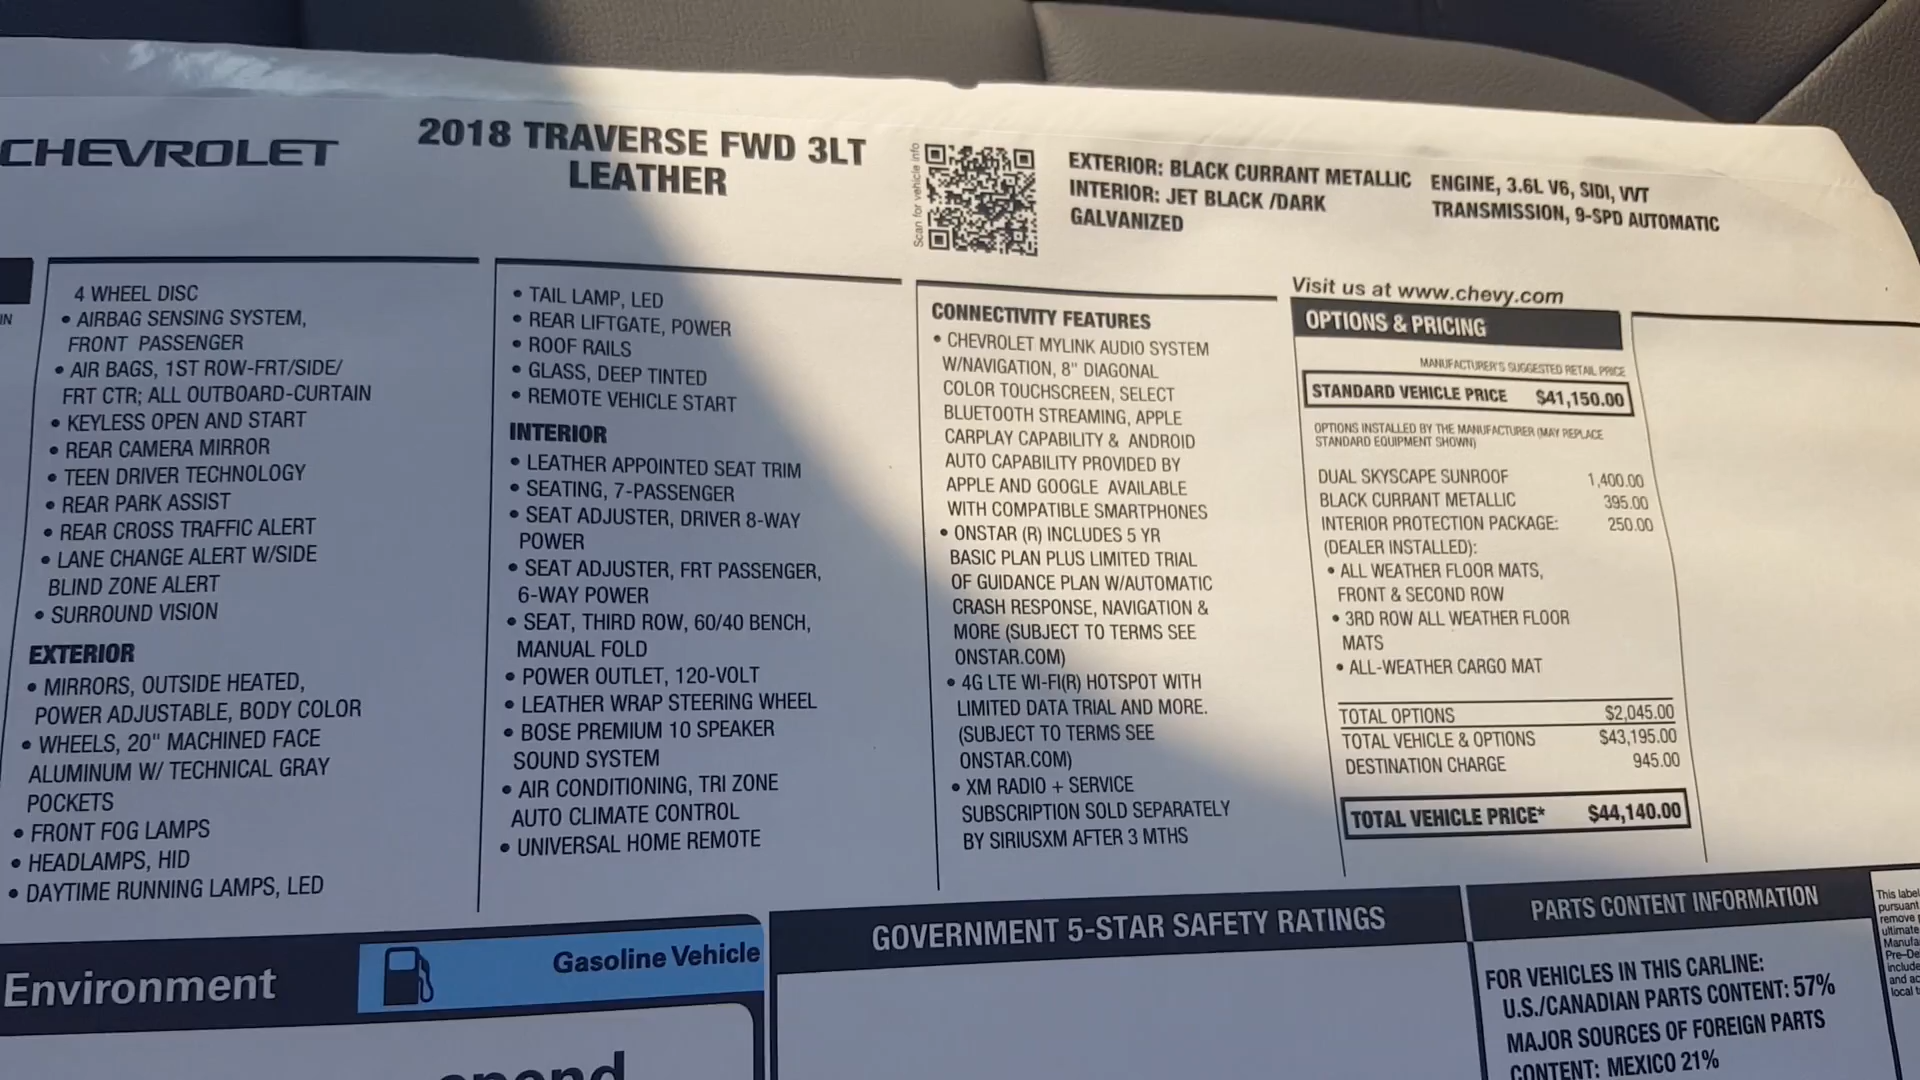 CHEVROLET
2018 TRAVERSE FWD 3LT
LEATHER
Scan for vehicle info
EXTERIOR: BLACK CURRANT METALLIC
INTERIOR: JET BLACK /DARK
GALVANIZED
ENGINE, 3.6L V6, SIDI, VVT
TRANSMISSION, 9-SPD AUTOMATIC
IN
4 WHEEL DISC
• AIRBAG SENSING SYSTEM,
FRONT PASSENGER
• AIR BAGS, 1ST ROW-FRT/SIDE/
FRT CTR; ALL OUTBOARD-CURTAIN
• KEYLESS OPEN AND START
• REAR CAMERA MIRROR
• TEEN DRIVER TECHNOLOGY
• REAR PARK ASSIST
• REAR CROSS TRAFFIC ALERT
• LANE CHANGE ALERT W/SIDE
BLIND ZONE ALERT
• SURROUND VISION
EXTERIOR
• MIRRORS, OUTSIDE HEATED,
POWER ADJUSTABLE, BODY COLOR
• WHEELS, 20" MACHINED FACE
ALUMINUM W/ TECHNICAL GRAY
POCKETS
• FRONT FOG LAMPS
• HEADLAMPS, HID
• DAYTIME RUNNING LAMPS, LED
• TAIL LAMP, LED
• REAR LIFTGATE, POWER
• ROOF RAILS
• GLASS, DEEP TINTED
• REMOTE VEHICLE START
INTERIOR
• LEATHER APPOINTED SEAT TRIM
• SEATING, 7-PASSENGER
• SEAT ADJUSTER, DRIVER 8-WAY
POWER
• SEAT ADJUSTER, FRT PASSENGER,
6-WAY POWER
• SEAT, THIRD ROW, 60/40 BENCH,
MANUAL FOLD
• POWER OUTLET, 120-VOLT
• LEATHER WRAP STEERING WHEEL
• BOSE PREMIUM 10 SPEAKER
SOUND SYSTEM
• AIR CONDITIONING, TRI ZONE
AUTO CLIMATE CONTROL
• UNIVERSAL HOME REMOTE
CONNECTIVITY FEATURES
• CHEVROLET MYLINK AUDIO SYSTEM
W/NAVIGATION, 8" DIAGONAL
COLOR TOUCHSCREEN, SELECT
BLUETOOTH STREAMING, APPLE
CARPLAY CAPABILITY & ANDROID
AUTO CAPABILITY PROVIDED BY
APPLE AND GOOGLE AVAILABLE
WITH COMPATIBLE SMARTPHONES
• ONSTAR (R) INCLUDES 5 YR
BASIC PLAN PLUS LIMITED TRIAL
OF GUIDANCE PLAN W/AUTOMATIC
CRASH RESPONSE, NAVIGATION &
MORE (SUBJECT TO TERMS SEE
ONSTAR.COM)
• 4G LTE WI-FI(R) HOTSPOT WITH
LIMITED DATA TRIAL AND MORE.
(SUBJECT TO TERMS SEE
ONSTAR.COM)
• XM RADIO + SERVICE
SUBSCRIPTION SOLD SEPARATELY
BY SIRIUSXM AFTER 3 MTHS
Visit us at www.chevy.com
OPTIONS & PRICING
MANUFACTURER'S SUGGESTED RETAIL PRICE
STANDARD VEHICLE PRICE $41,150.00
OPTIONS INSTALLED BY THE MANUFACTURER (MAY REPLACE
STANDARD EQUIPMENT SHOWN)
DUAL SKYSCAPE SUNROOF 1,400.00
BLACK CURRANT METALLIC 395.00
INTERIOR PROTECTION PACKAGE: 250.00
(DEALER INSTALLED):
• ALL WEATHER FLOOR MATS,
FRONT & SECOND ROW
• 3RD ROW ALL WEATHER FLOOR
MATS
• ALL-WEATHER CARGO MAT
TOTAL OPTIONS $2,045.00
TOTAL VEHICLE & OPTIONS $43,195.00
DESTINATION CHARGE 945.00
TOTAL VEHICLE PRICE* $44,140.00
Environment
Gasoline Vehicle
GOVERNMENT 5-STAR SAFETY RATINGS
PARTS CONTENT INFORMATION
FOR VEHICLES IN THIS CARLINE:
U.S./CANADIAN PARTS CONTENT: 57%
MAJOR SOURCES OF FOREIGN PARTS
CONTENT: MEXICO 21%
This label
pursuant
remove
ultimate
Manufa
Pre-De
include
and ac
local t